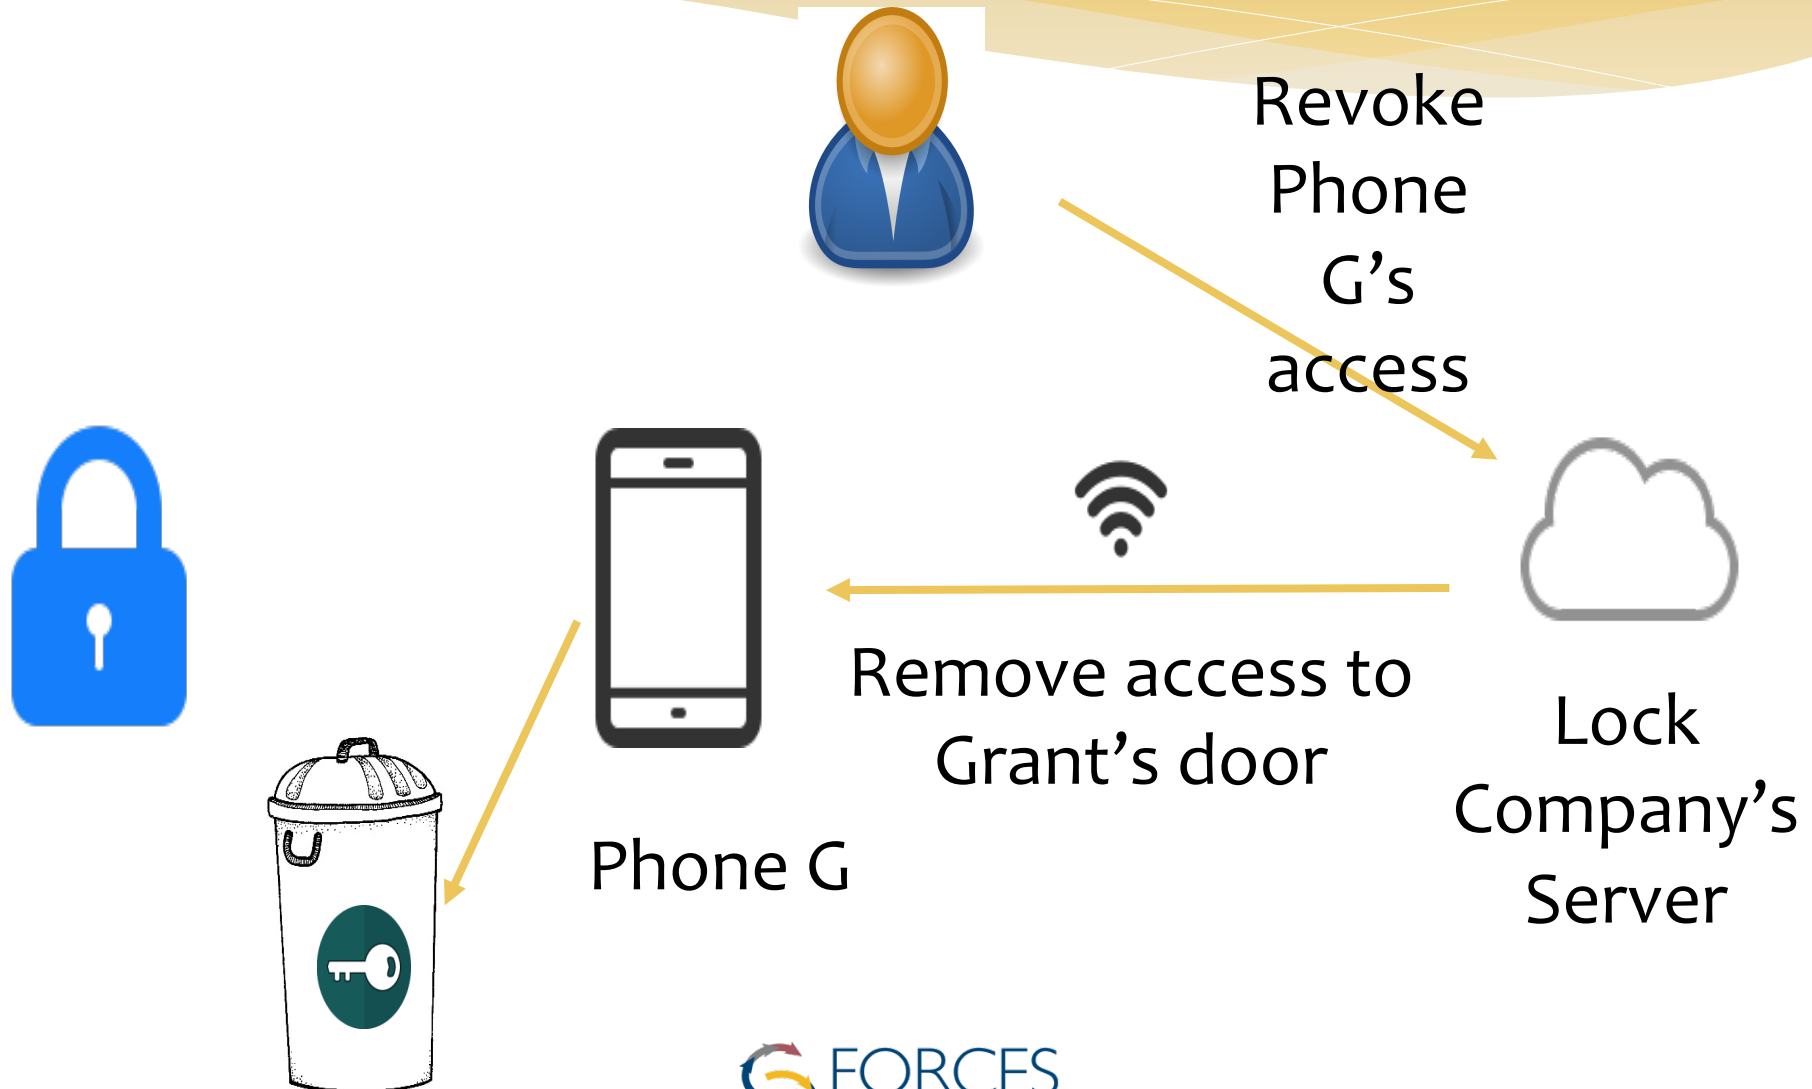 Revoke
Phone
G’s
access
Remove access to
Grant’s door
Phone G
Lock
Company’s
Server
FORCES